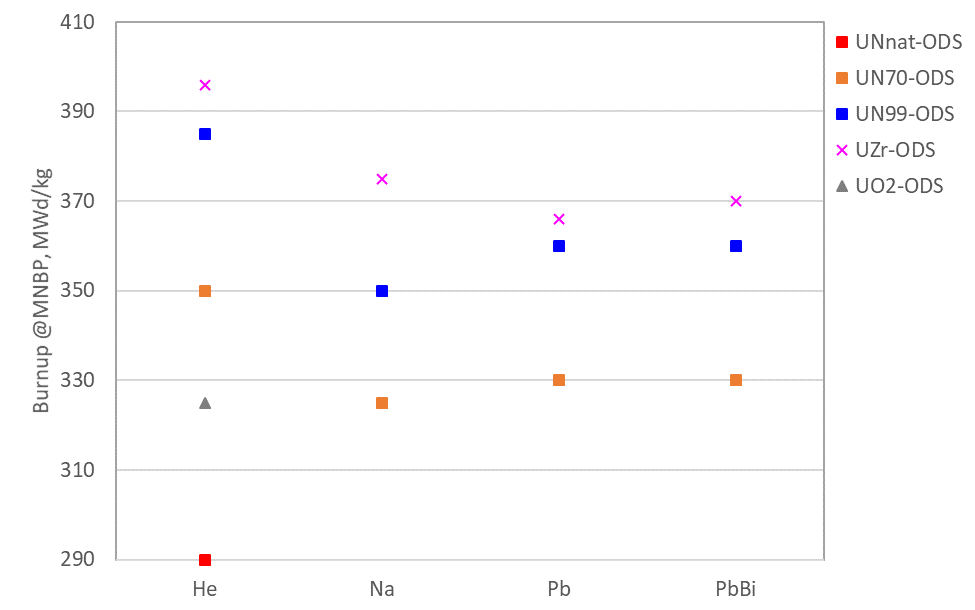 410
390
370
350
330
310
290
Burnup @MNBP, MWd/kg
He Na Pb PbBi
UNnat-ODS
UN70-ODS
UN99-ODS
UZr-ODS
UO2-ODS